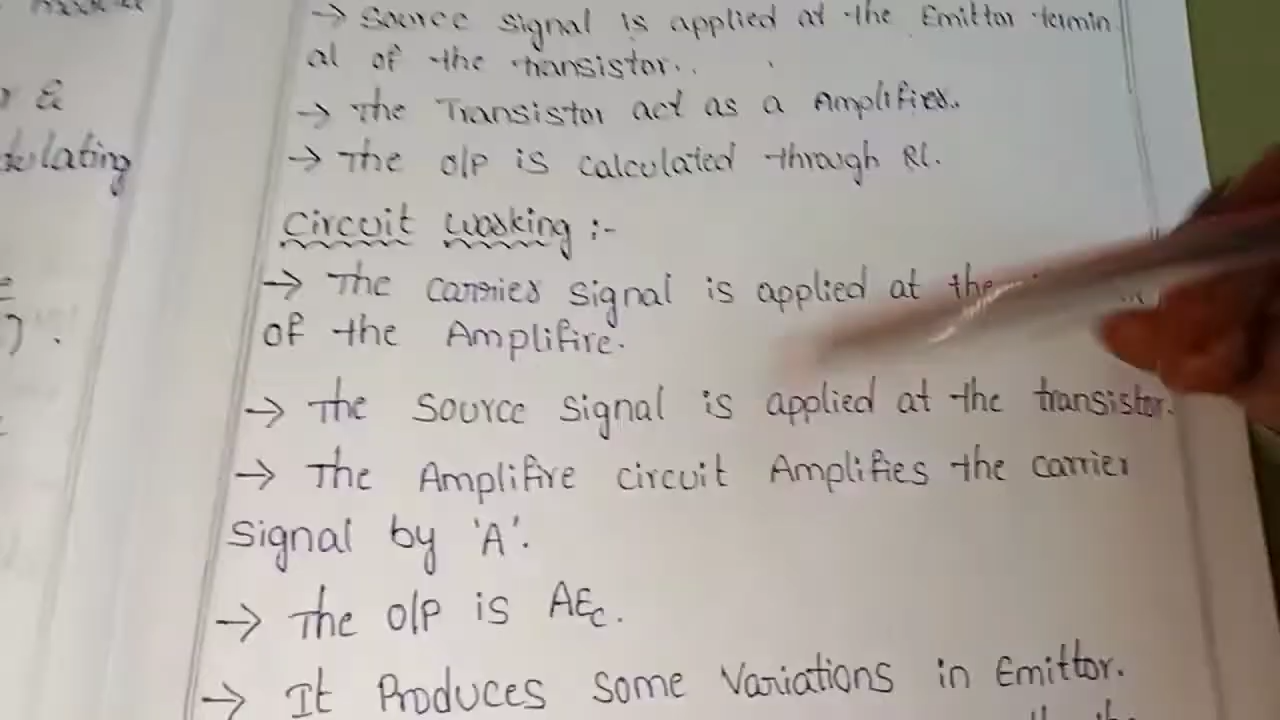 → Source signal is applied at the Emittor termin
al of the transistor..
→ The Transistor act as a Amplifier.
→ The o/p is calculated through RL.
&
lating
Circuit working :-
→ The carrier signal is applied at the
of the Amplifire.
→ The source signal is applied at the transistor.
→ The Amplifire circuit Amplifies the carrier
signal by 'A'.
→ The o/p is AEc.
→ It Produces some variations in Emittor.